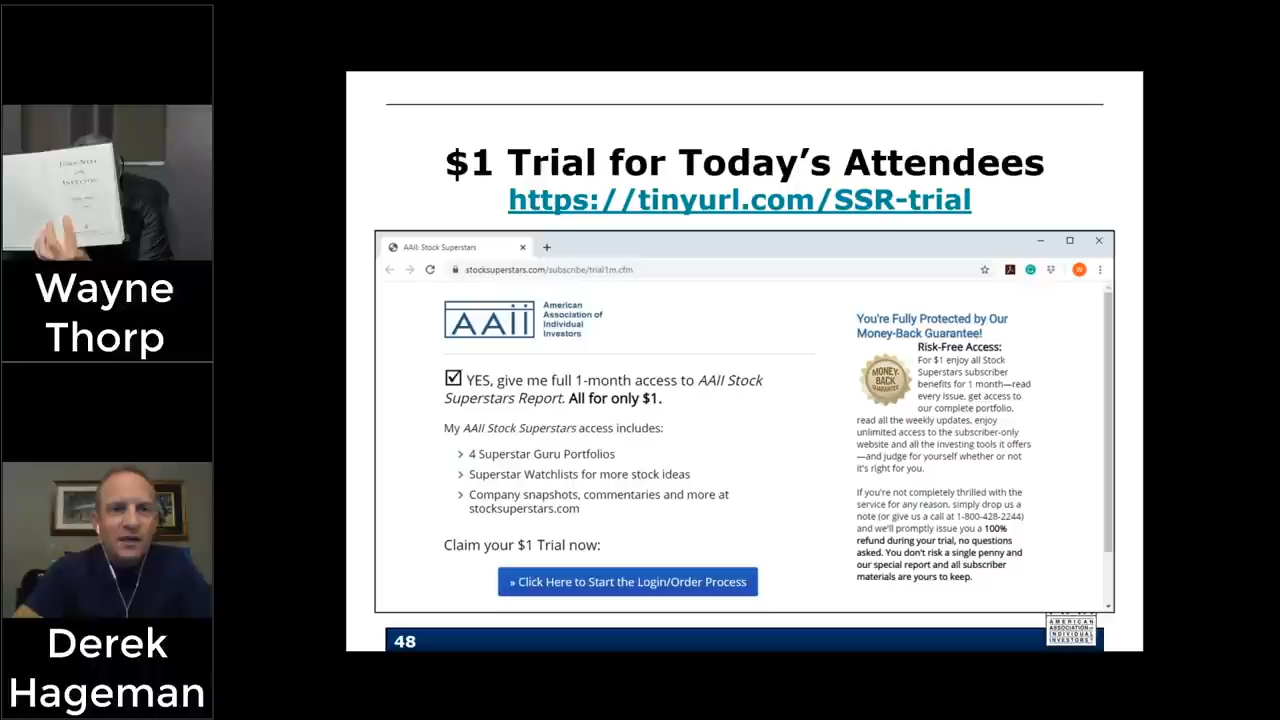 Wayne
Thorp
Derek
Hageman
$1 Trial for Today’s Attendees
https://tinyurl.com/SSR-trial
AAII: Stock Superstars
stocksuperstars.com/subscribe/trial1m.cfm
W
AAII
American
Association of
Individual
Investors
YES, give me full 1-month access to AAII Stock
Superstars Report. All for only $1.
My AAII Stock Superstars access includes:
> 4 Superstar Guru Portfolios
> Superstar Watchlists for more stock ideas
> Company snapshots, commentaries and more at
stocksuperstars.com
Claim your $1 Trial now:
» Click Here to Start the Login/Order Process
You're Fully Protected by Our
Money-Back Guarantee!
MONEY-
BACK
GUARANTEE
Risk-Free Access:
For $1 enjoy all Stock
Superstars subscriber
benefits for 1 month—read
every issue, get access to
our complete portfolio,
read all the weekly updates, enjoy
unlimited access to the subscriber-only
website and all the investing tools it offers
—and judge for yourself whether or not
it's right for you.
If you're not completely thrilled with the
service for any reason, simply drop us a
note (or give us a call at 1-800-428-2244)
and we'll promptly issue you a 100%
refund during your trial, no questions
asked. You don't risk a single penny and
our special report and all subscriber
materials are yours to keep.
48
AMERICAN
ASSOCIATION of
INDIVIDUAL
INVESTORS